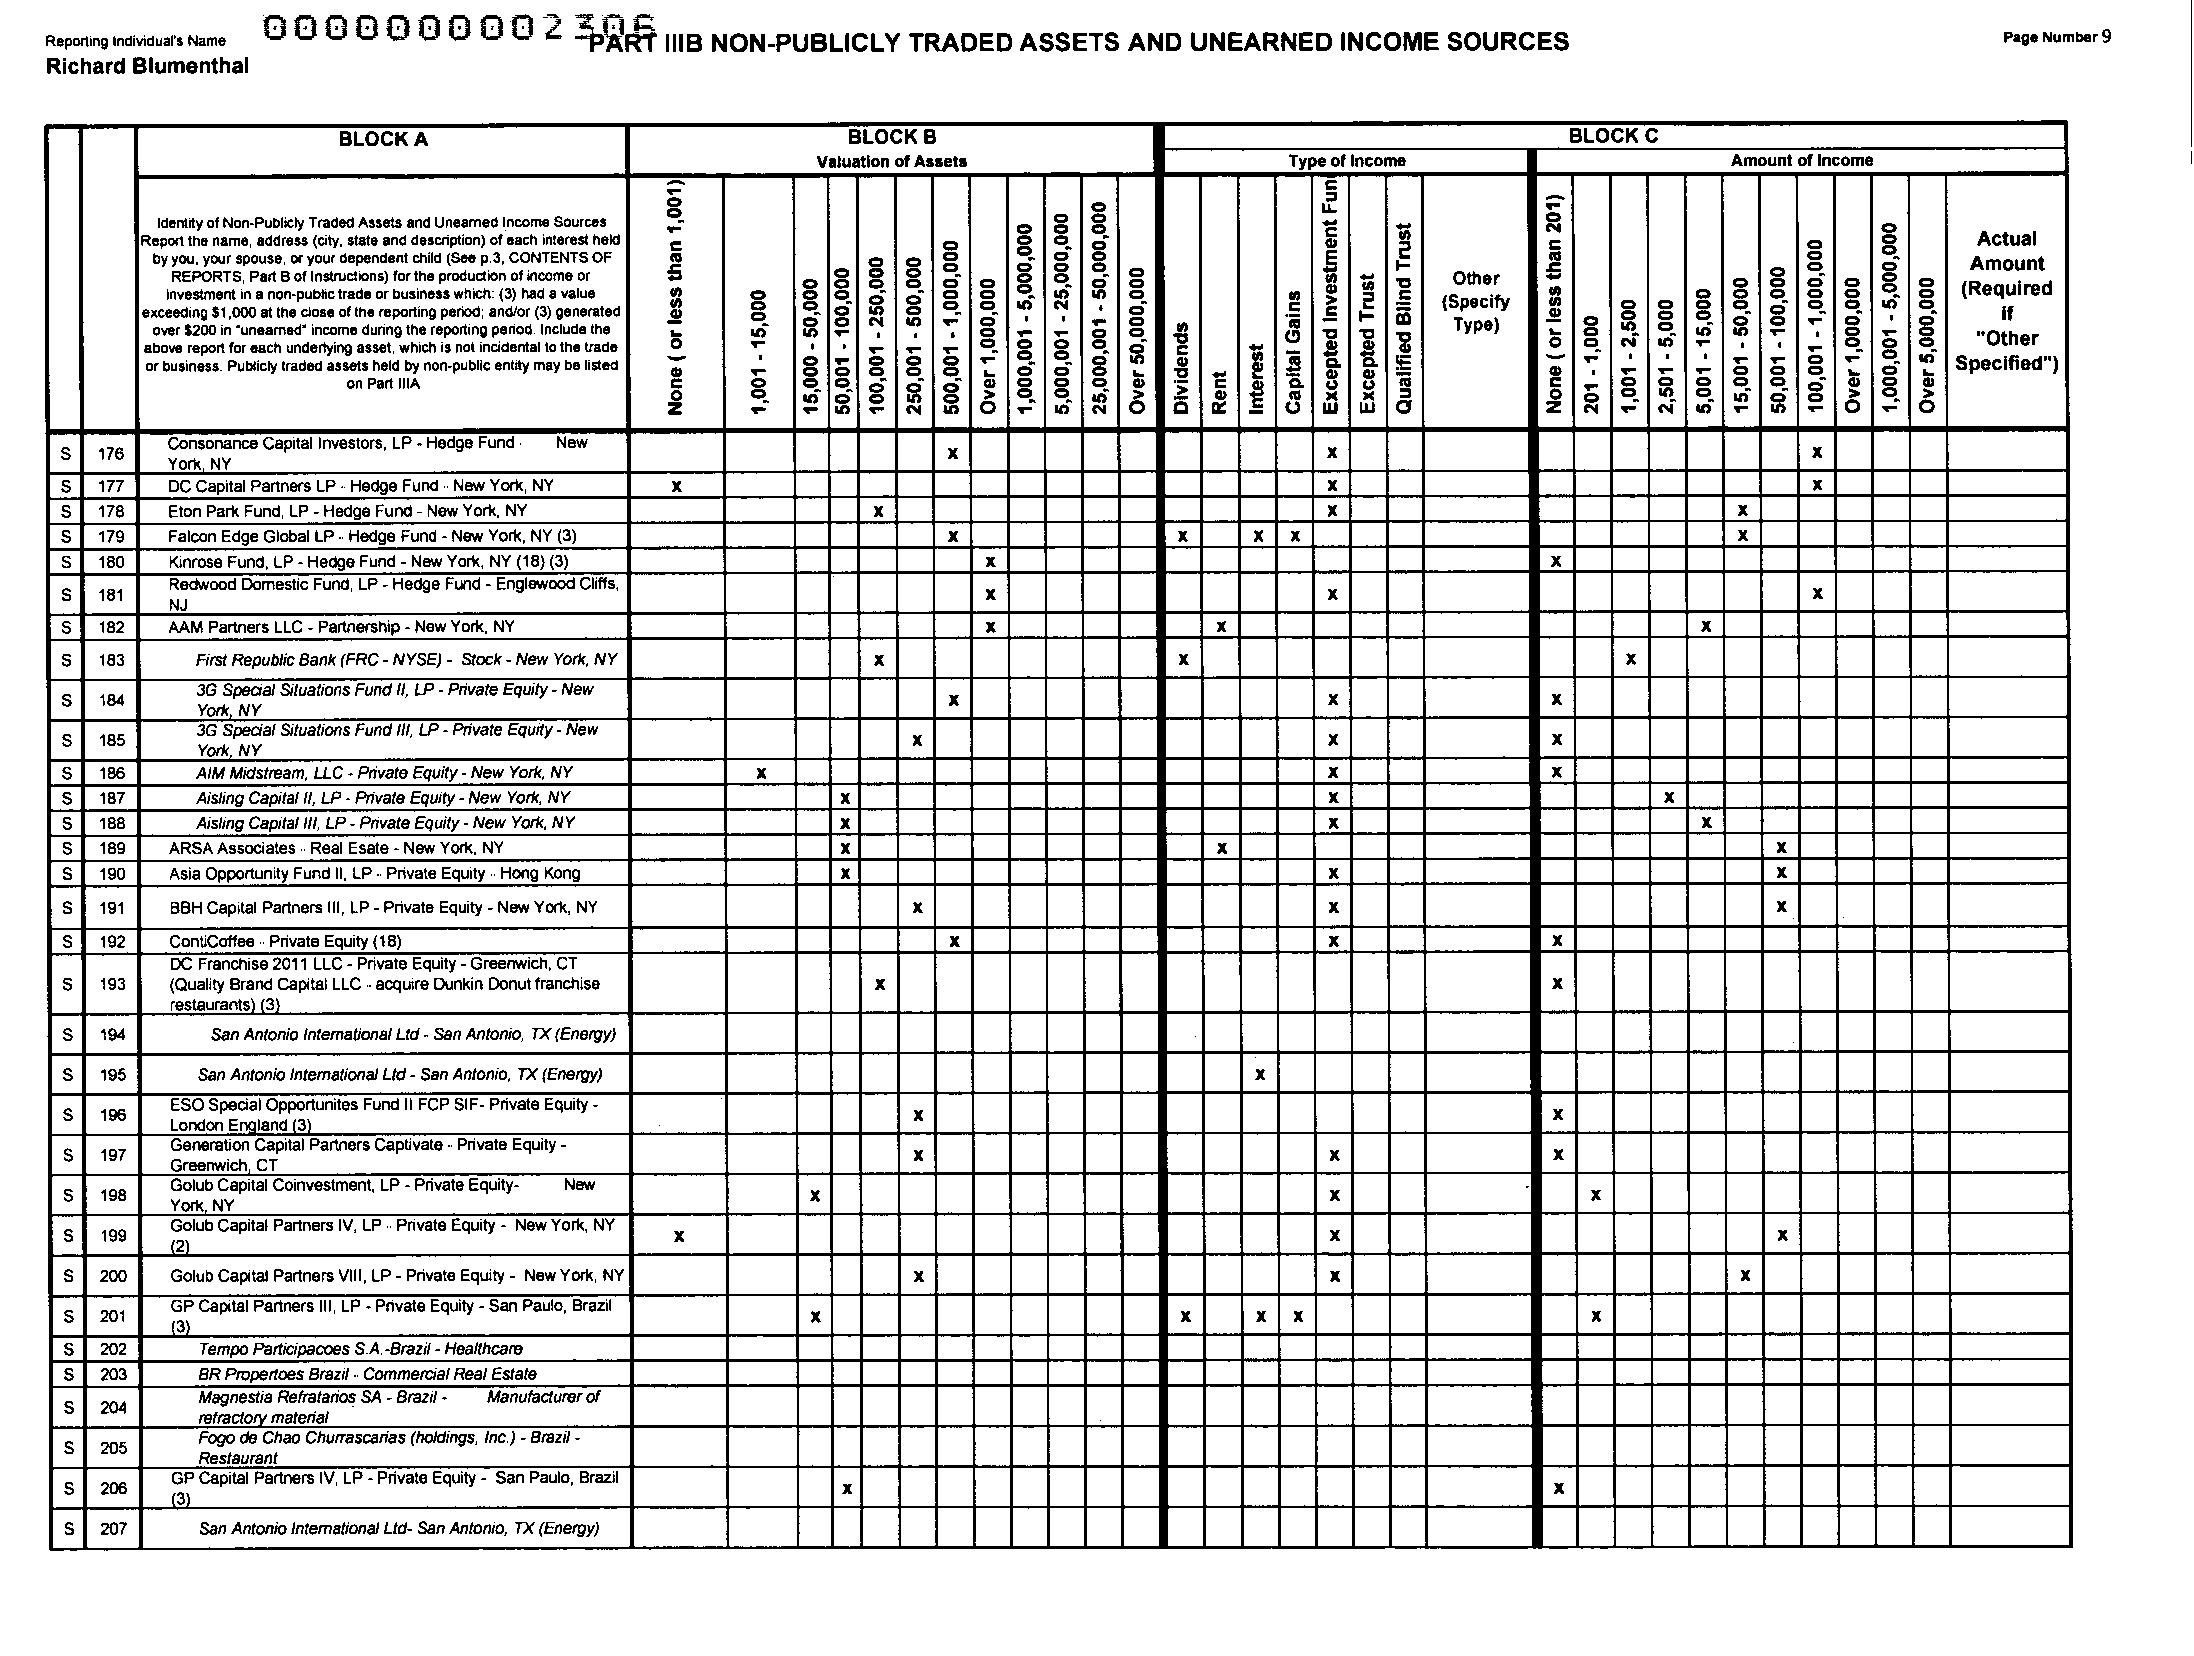 Reporting Individual's Name
PART IIIB NON-PUBLICLY TRADED ASSETS AND UNEARNED INCOME SOURCES
Page Number 9
Richard Blumenthal
BLOCK A
BLOCK B
BLOCK C
Valuation of Assets
Type of Income
Amount of Income
Identity of Non-Publicly Traded Assets and Unearned Income Sources
Report the name, address (city, state and description) of each interest held
by you, your spouse, or your dependent child (See p.3, CONTENTS OF
REPORTS, Part B of Instructions) for the production of income or
investment in a non-public trade or business which: (3) had a value
exceeding $1,000 at the close of the reporting period; and/or (3) generated
over $200 in "unearned" income during the reporting period. Include the
above report for each underlying asset, which is not incidental to the trade
or business. Publicly traded assets held by non-public entity may be listed
on Part IIIA
None ( or less than 1,001)
1,001 - 15,000
15,000 - 50,000
50,001 - 100,000
100,001 - 250,000
250,001 - 500,000
500,001 - 1,000,000
Over 1,000,000
1,000,001 - 5,000,000
5,000,001 - 25,000,000
25,000,001 - 50,000,000
Over 50,000,000
Dividends
Rent
Interest
Capital Gains
Excepted Investment Fun
Excepted Trust
Qualified Blind Trust
Other
(Specify
Type)
None ( or less than 201)
201 - 1,000
1,001 - 2,500
2,501 - 5,000
5,001 - 15,000
15,001 - 50,000
50,001 - 100,000
100,001 - 1,000,000
Over 1,000,000
1,000,001 - 5,000,000
Over 5,000,000
Actual
Amount
(Required
if
"Other
Specified")
S 176 Consonance Capital Investors, LP - Hedge Fund - New
York, NY x x x
S 177 DC Capital Partners LP - Hedge Fund - New York, NY x x x
S 178 Eton Park Fund, LP - Hedge Fund - New York, NY x x x
S 179 Falcon Edge Global LP - Hedge Fund - New York, NY (3) x x x x x
S 180 Kinrose Fund, LP - Hedge Fund - New York, NY (18) (3) x x
S 181 Redwood Domestic Fund, LP - Hedge Fund - Englewood Cliffs,
NJ x x x
S 182 AAM Partners LLC - Partnership - New York, NY x x x
S 183 First Republic Bank (FRC - NYSE) - Stock - New York, NY x x x
S 184 3G Special Situations Fund II, LP - Private Equity - New
York, NY x x x
S 185 3G Special Situations Fund III, LP - Private Equity - New
York, NY x x x
S 186 AIM Midstream, LLC - Private Equity - New York, NY x x x
S 187 Aisling Capital II, LP - Private Equity - New York, NY x x x
S 188 Aisling Capital III, LP - Private Equity - New York, NY x x x
S 189 ARSA Associates - Real Esate - New York, NY x x x
S 190 Asia Opportunity Fund II, LP - Private Equity - Hong Kong x x x
S 191 BBH Capital Partners III, LP - Private Equity - New York, NY x x x
S 192 ContiCoffee - Private Equity (18) x x x
S 193 DC Franchise 2011 LLC - Private Equity - Greenwich, CT
(Quality Brand Capital LLC - acquire Dunkin Donut franchise
restaurants) (3) x x
S 194 San Antonio International Ltd - San Antonio, TX (Energy)
S 195 San Antonio International Ltd - San Antonio, TX (Energy) x
S 196 ESO Special Opportunites Fund II FCP SIF- Private Equity -
London England (3) x x
S 197 Generation Capital Partners Captivate - Private Equity -
Greenwich, CT x x x
S 198 Golub Capital Coinvestment, LP - Private Equity- New
York, NY x x x
S 199 Golub Capital Partners IV, LP - Private Equity - New York, NY
(2) x x x
S 200 Golub Capital Partners VIII, LP - Private Equity - New York, NY x x x
S 201 GP Capital Partners III, LP - Private Equity - San Paulo, Brazil
(3) x x x x x
S 202 Tempo Participacoes S.A.-Brazil - Healthcare
S 203 BR Propertoes Brazil - Commercial Real Estate
S 204 Magnestia Refratarios SA - Brazil - Manufacturer of
refractory material
S 205 Fogo de Chao Churrascarias (holdings, Inc.) - Brazil -
Restaurant
S 206 GP Capital Partners IV, LP - Private Equity - San Paulo, Brazil
(3) x x
S 207 San Antonio International Ltd- San Antonio, TX (Energy)